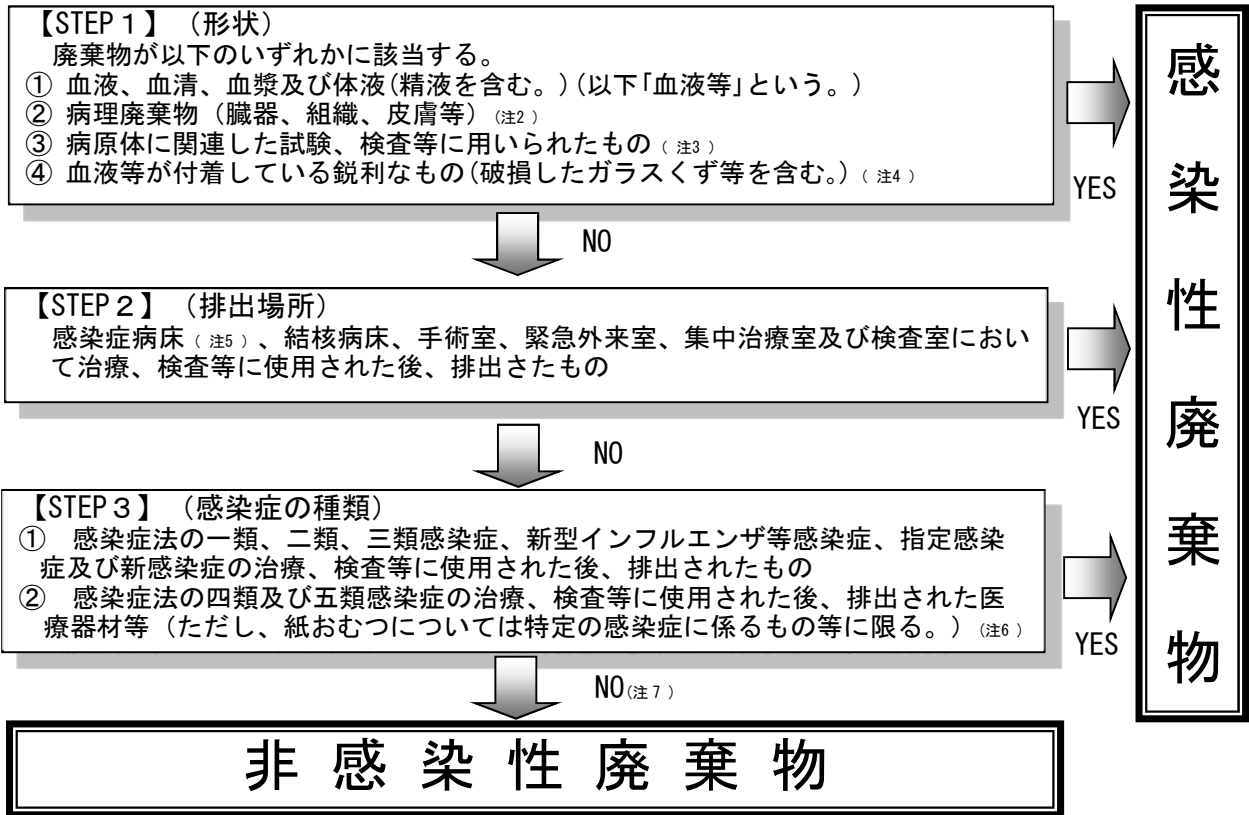 【STEP１】（形状）
廃棄物が以下のいずれかに該当する。
① 血液、血清、血漿及び体液(精液を含む。)(以下｢血液等｣という。)
② 病理廃棄物（臓器、組織、皮膚等）(注2 )
③ 病原体に関連した試験、検査等に用いられたもの( 注3 )
④ 血液等が付着している鋭利なもの(破損したガラスくず等を含む。)( 注4 )
YES
NO
【STEP２】（排出場所）
感染症病床( 注5 )、結核病床、手術室、緊急外来室、集中治療室及び検査室におい
て治療、検査等に使用された後、排出さたもの
YES
NO
【STEP３】（感染症の種類）
① 感染症法の一類、二類、三類感染症、新型インフルエンザ等感染症、指定感染
症及び新感染症の治療、検査等に使用された後、排出されたもの
② 感染症法の四類及び五類感染症の治療、検査等に使用された後、排出された医
療器材等（ただし、紙おむつについては特定の感染症に係るもの等に限る。）(注6 )
YES
NO(注７)
非感染性廃棄物
感染性廃棄物